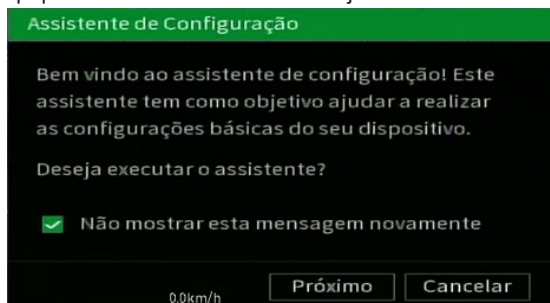 Assistente de Configuração
Bem vindo ao assistente de configuração! Este
assistente tem como objetivo ajudar a realizar
as configurações básicas do seu dispositivo.
Deseja executar o assistente?
Não mostrar esta mensagem novamente
Próximo
Cancelar
0.0km/h